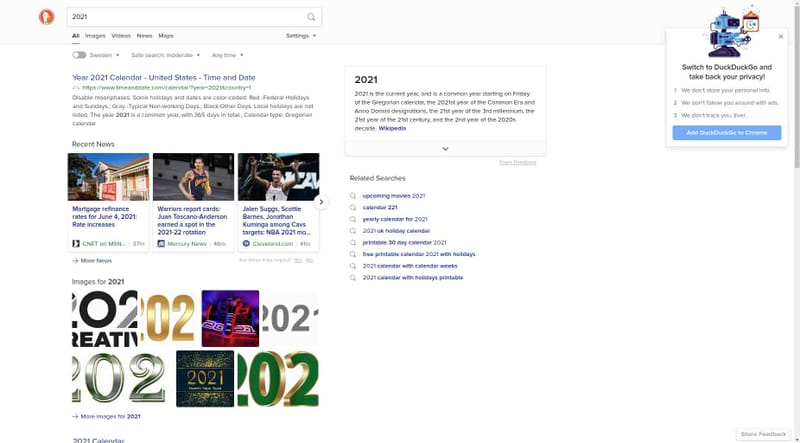 2021
All Images Videos News Maps Settings
Sweden Safe search: moderate Any time
Year 2021 Calendar - United States - Time and Date
https://www.timeanddate.com/calendar/?year=2021&country=1
Disable moonphases. Some holidays and dates are color-coded: Red -Federal Holidays
and Sundays.; Gray -Typical Non-working Days.; Black-Other Days. Local holidays are not
listed. The year 2021 is a common year, with 365 days in total.; Calendar type: Gregorian
calendar
Recent News
Mortgage refinance
rates for June 4, 2021:
Rate increases
CNET on MSN... 37m
Warriors report cards:
Juan Toscano-Anderson
earned a spot in the
2021-22 rotation
Mercury News 46m
Jalen Suggs, Scottie
Barnes, Jonathan
Kuminga among Cavs
targets: NBA 2021 mo...
Cleveland.com 41m
More News
Are these links helpful? Yes No
Images for 2021
202
CREATIV
202
2021
2021
202
2021
HAPPY NEW YEAR
202
More Images for 2021
2021 Calendar
2021
2021 is the current year, and is a common year starting on Friday
of the Gregorian calendar, the 2021st year of the Common Era and
Anno Domini designations, the 21st year of the 3rd millennium, the
21st year of the 21st century, and the 2nd year of the 2020s
decade. Wikipedia
Share Feedback
Related Searches
upcoming movies 2021
calendar 221
yearly calendar for 2021
2021 uk holiday calendar
printable 30 day calendar 2021
free printable calendar 2021 with holidays
2021 calendar with calendar weeks
2021 calendar with holidays printable
Switch to DuckDuckGo and
take back your privacy!
1 We don't store your personal info.
2 We don't follow you around with ads.
3 We don't track you. Ever.
Add DuckDuckGo to Chrome
Share Feedback